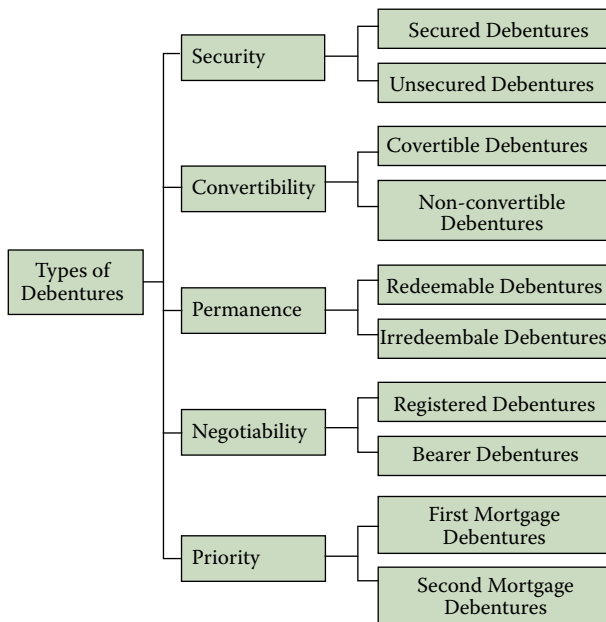 Types of
Debentures
Security
Secured Debentures
Unsecured Debentures
Convertibility
Covertible Debentures
Non-convertible
Debentures
Permanence
Redeemable Debentures
Irredeembale Debentures
Negotiability
Registered Debentures
Bearer Debentures
Priority
First Mortgage
Debentures
Second Mortgage
Debentures